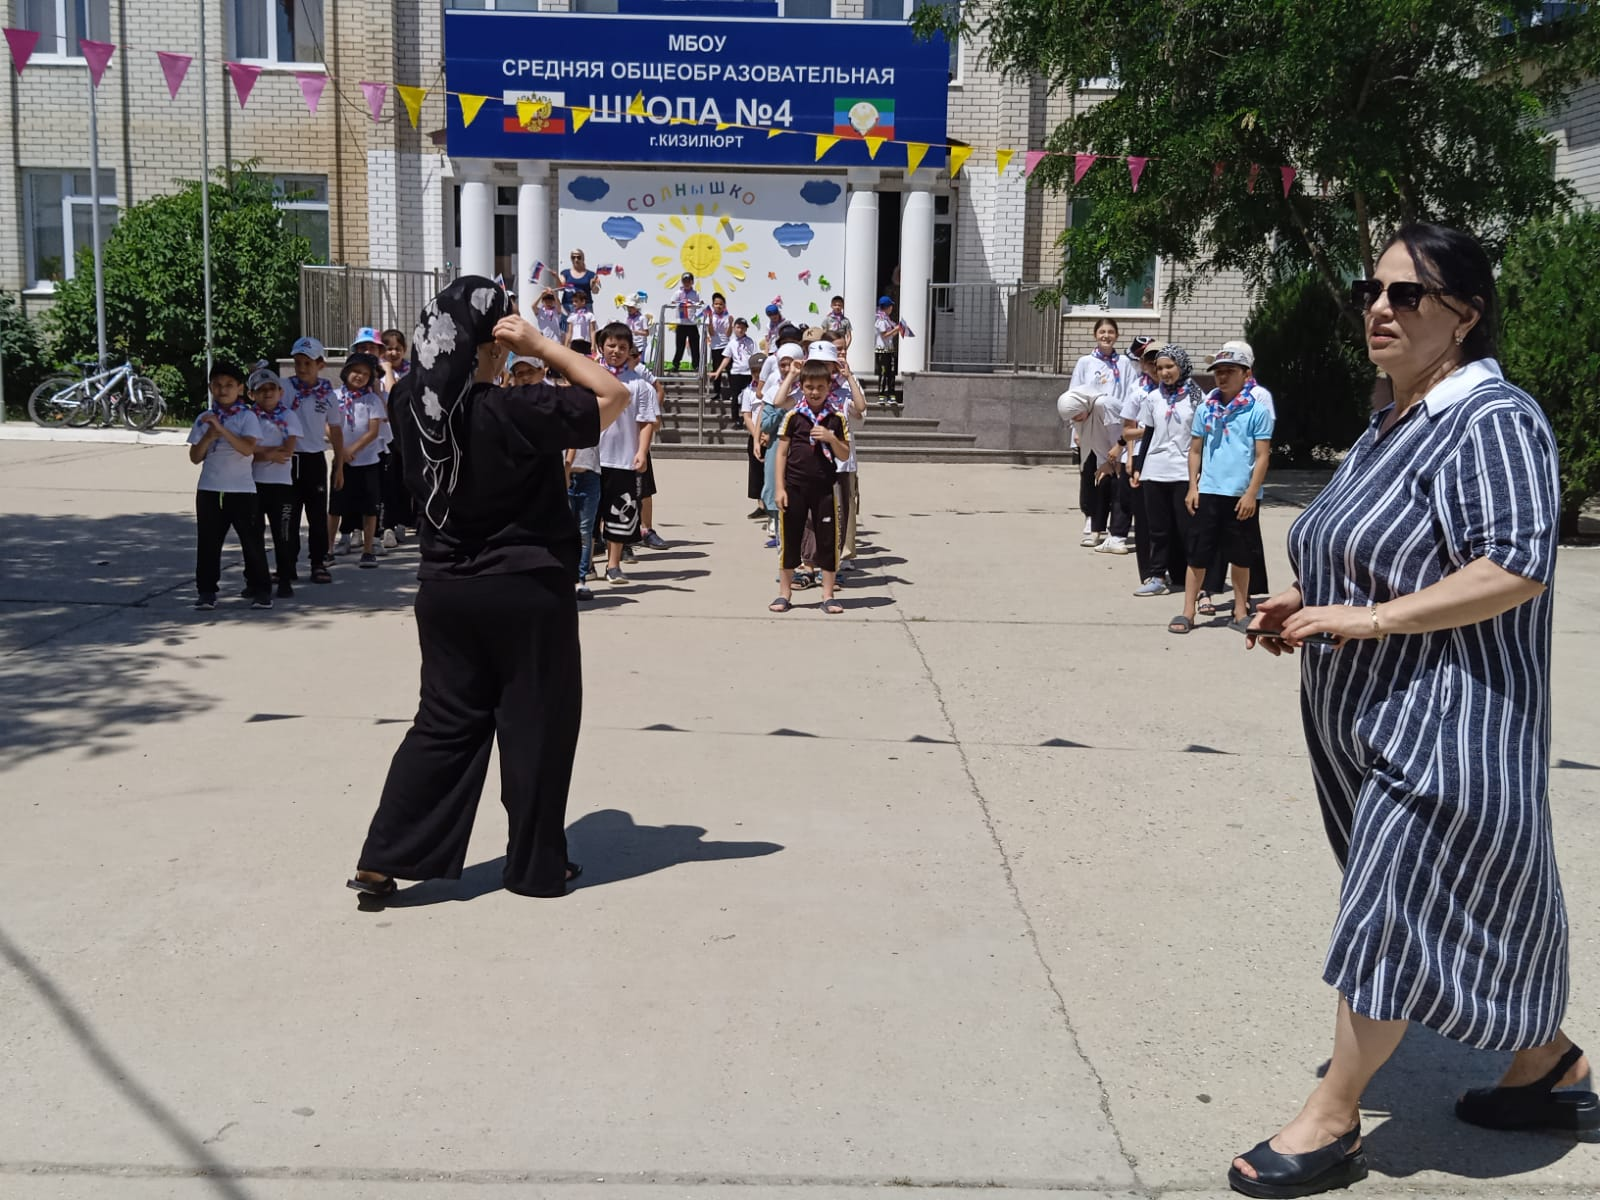 МБОУ
СРЕДНЯЯ ОБЩЕОБРАЗОВАТЕЛЬНАЯ
ШКОЛА №4
г.КИЗИЛЮРТ
СОЛНЫШКО